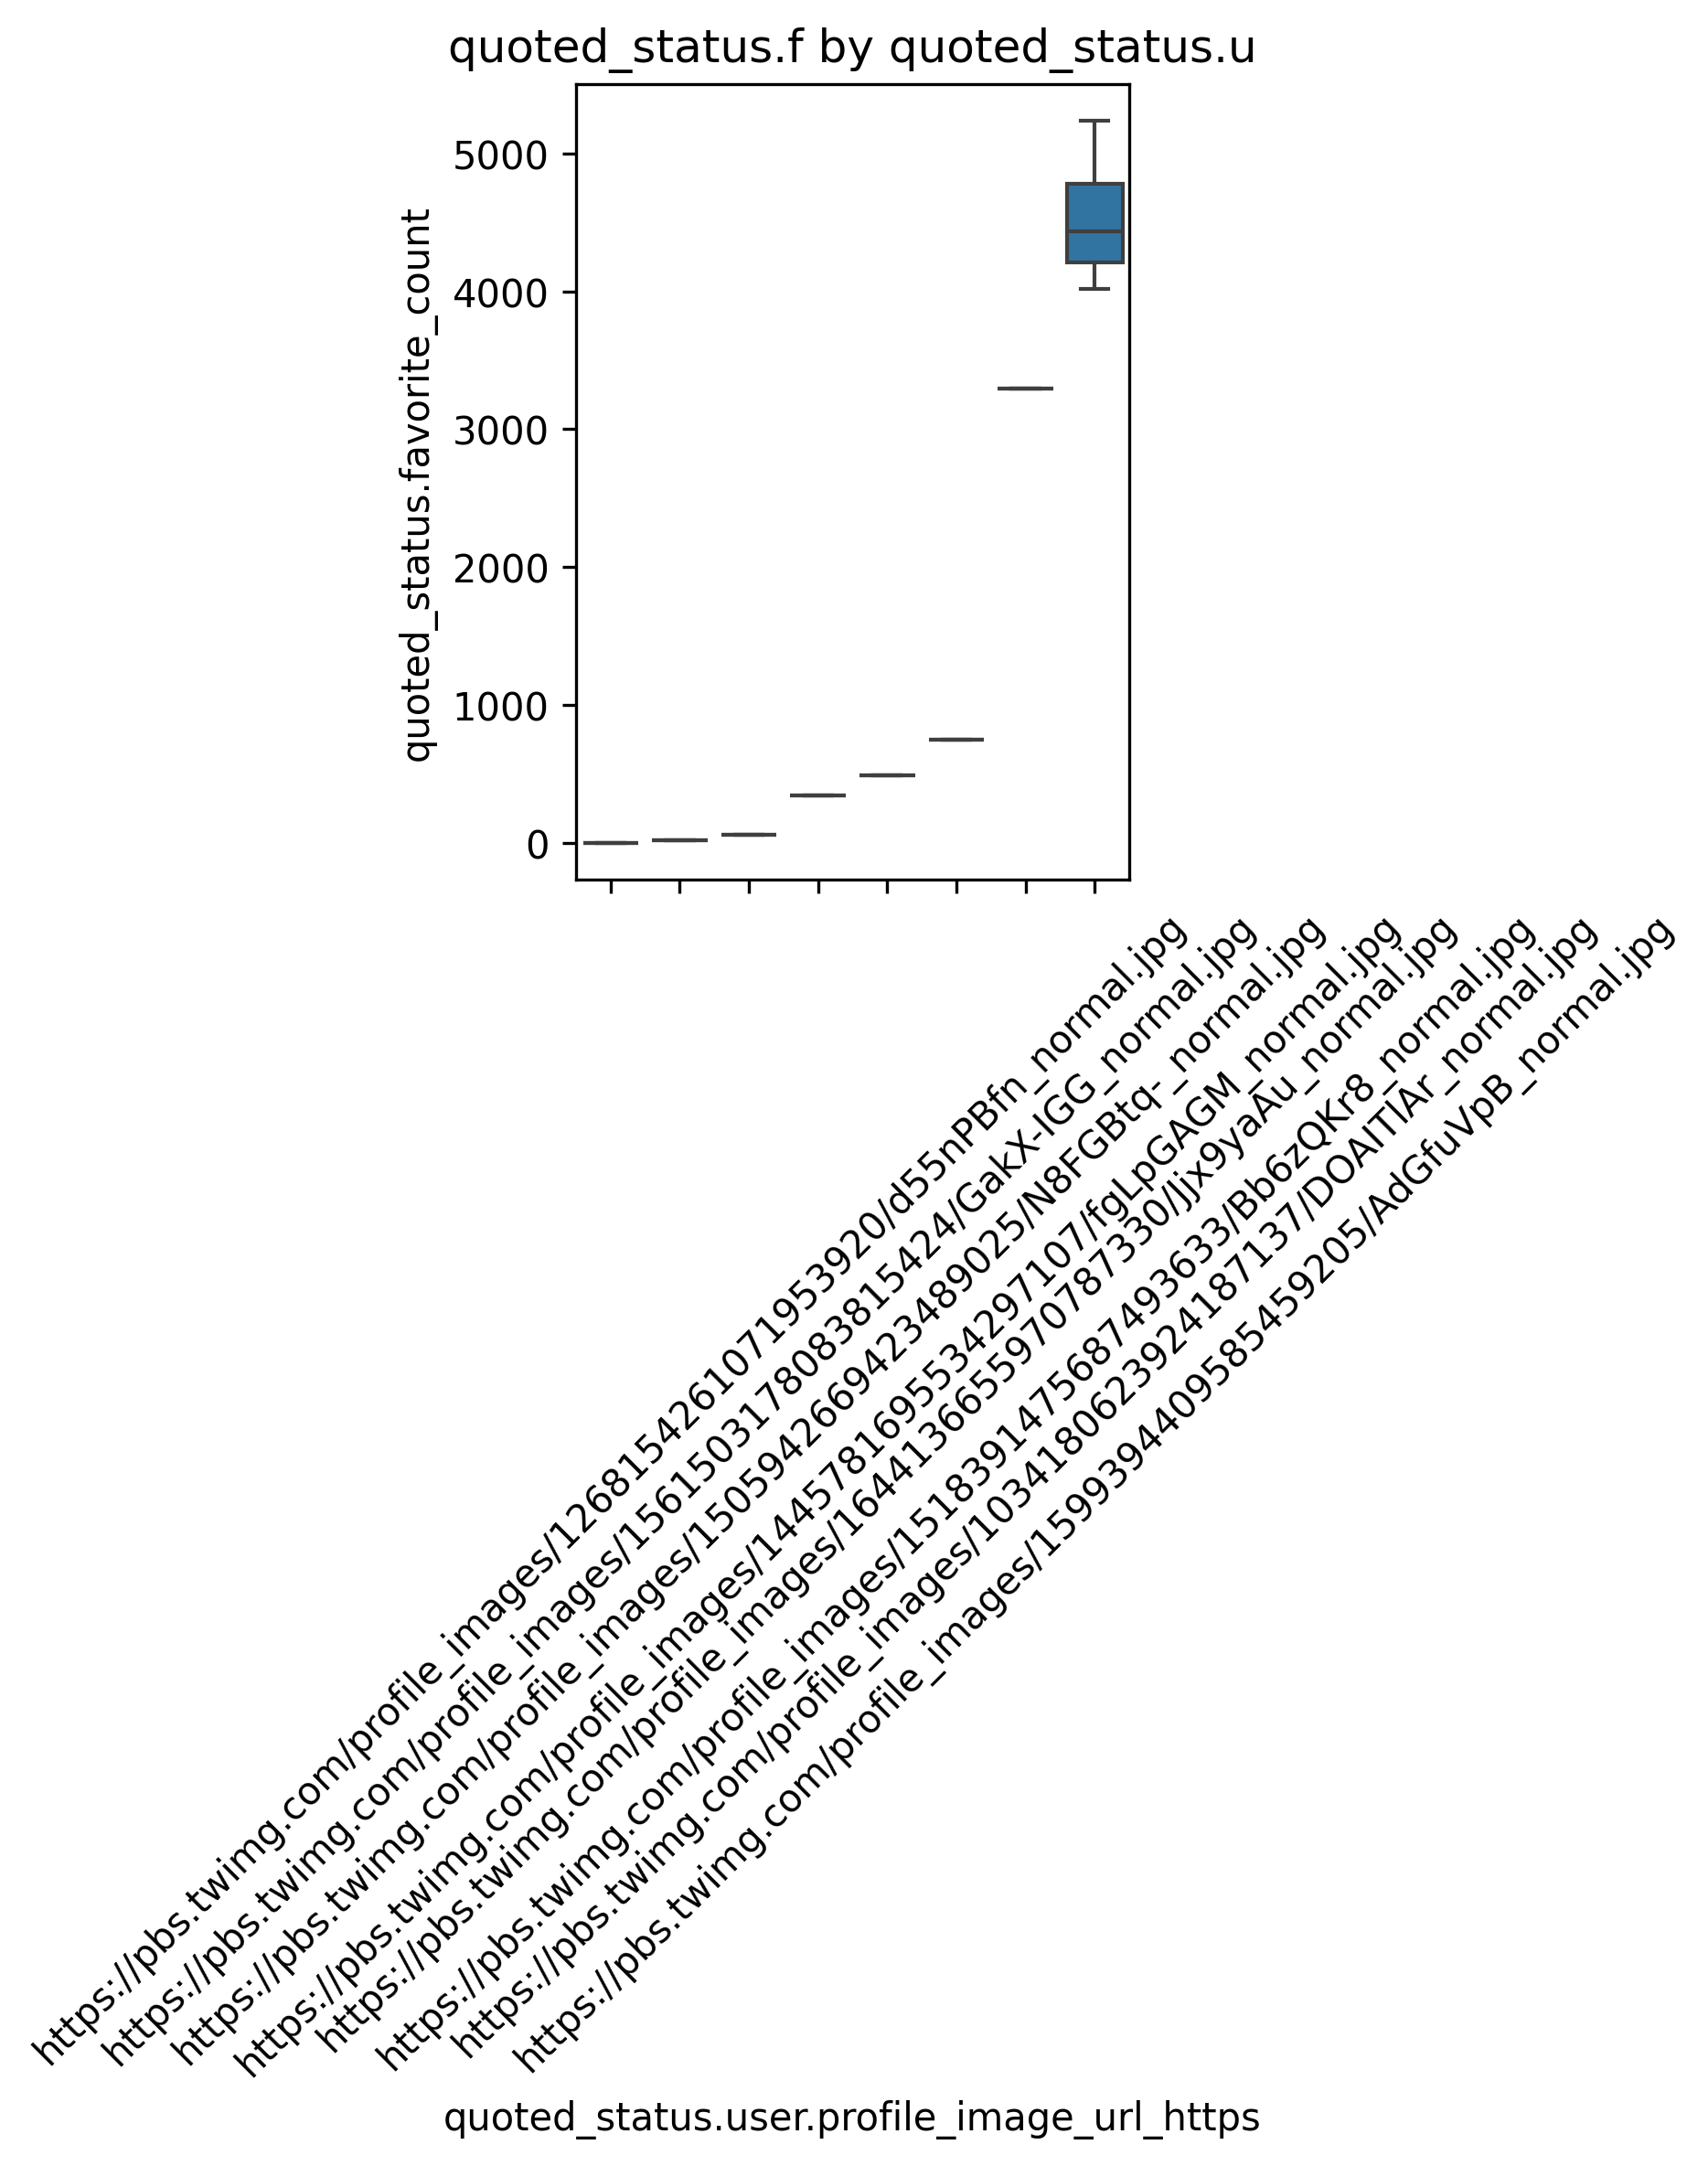 quoted_status.f by quoted_status.u
quoted_status.favorite_count
5000
4000
3000
2000
1000
0
https://pbs.twimg.com/profile_images/1268154261071953920/d55nPBfn_normal.jpg
https://pbs.twimg.com/profile_images/1561503178083815424/GakX-lGG_normal.jpg
https://pbs.twimg.com/profile_images/1505942669423489025/N8FGBtq-_normal.jpg
https://pbs.twimg.com/profile_images/1445781695534297107/fgLpGAGM_normal.jpg
https://pbs.twimg.com/profile_images/1644136655970787330/Jjx9yaAu_normal.jpg
https://pbs.twimg.com/profile_images/1518391475687493633/Bb6zQKr8_normal.jpg
https://pbs.twimg.com/profile_images/1034180623924187137/DOAITlAr_normal.jpg
https://pbs.twimg.com/profile_images/1599394409585459205/AdGfuVpB_normal.jpg
quoted_status.user.profile_image_url_https